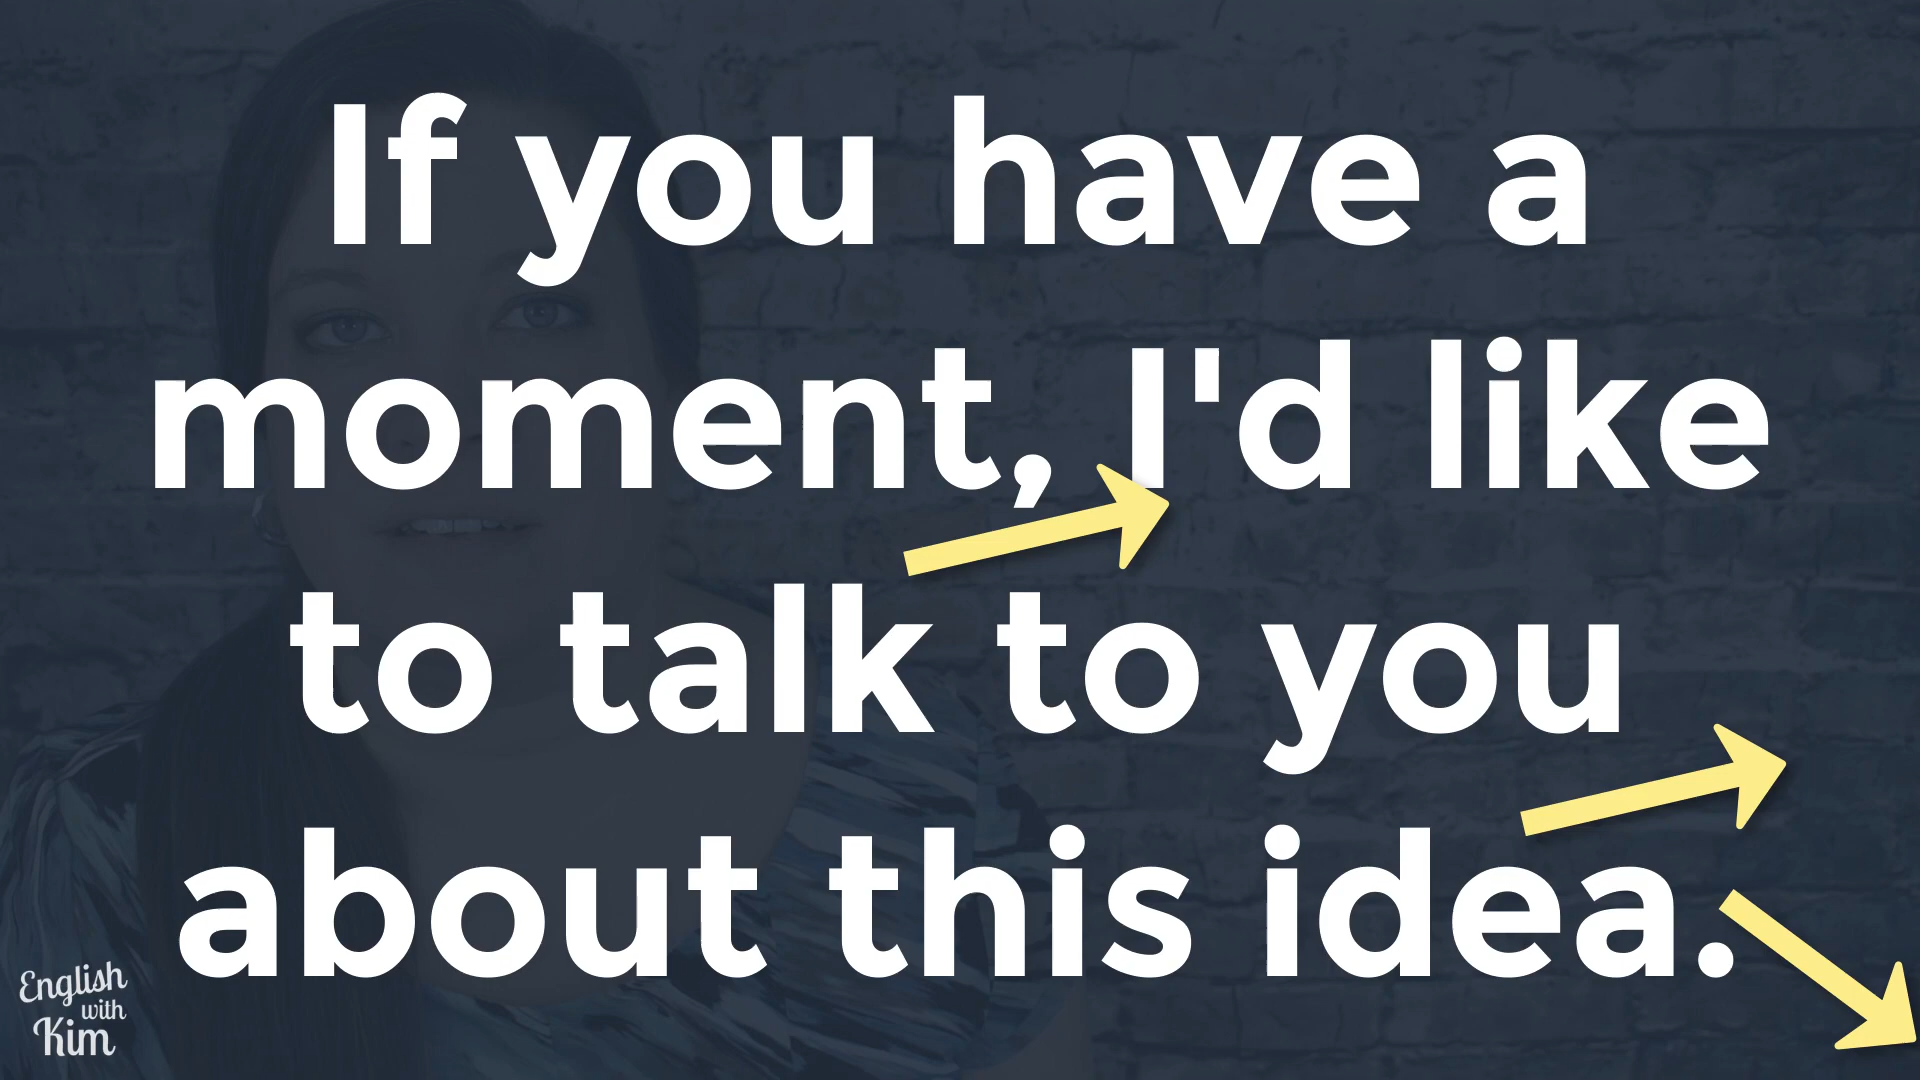 If you have a
moment, I'd like
to talk to you
about this idea.
English
with
Kim